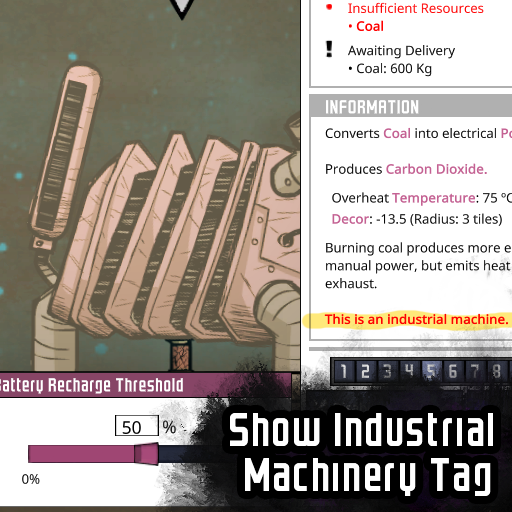 Insufficient Resources
• Coal
! Awaiting Delivery
• Coal: 600 Kg
INFORMATION
Converts Coal into electrical
Produces Carbon Dioxide.
Overheat Temperature: 75 °C
Decor: -13.5 (Radius: 3 tiles)
Burning coal produces more
manual power, but emits heat
exhaust.
This is an industrial machine.
1 2 3 4 5 6 7 8
Battery Recharge Threshold
50 %
0%
Show Industrial
Machinery Tag